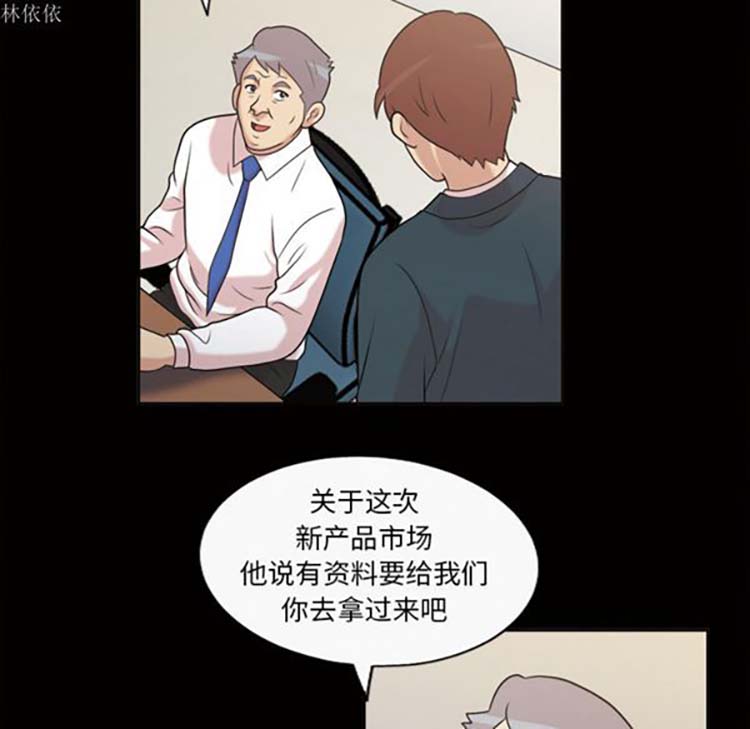 林依依
关于这次
新产品市场
他说有资料要给我们
你去拿过来吧